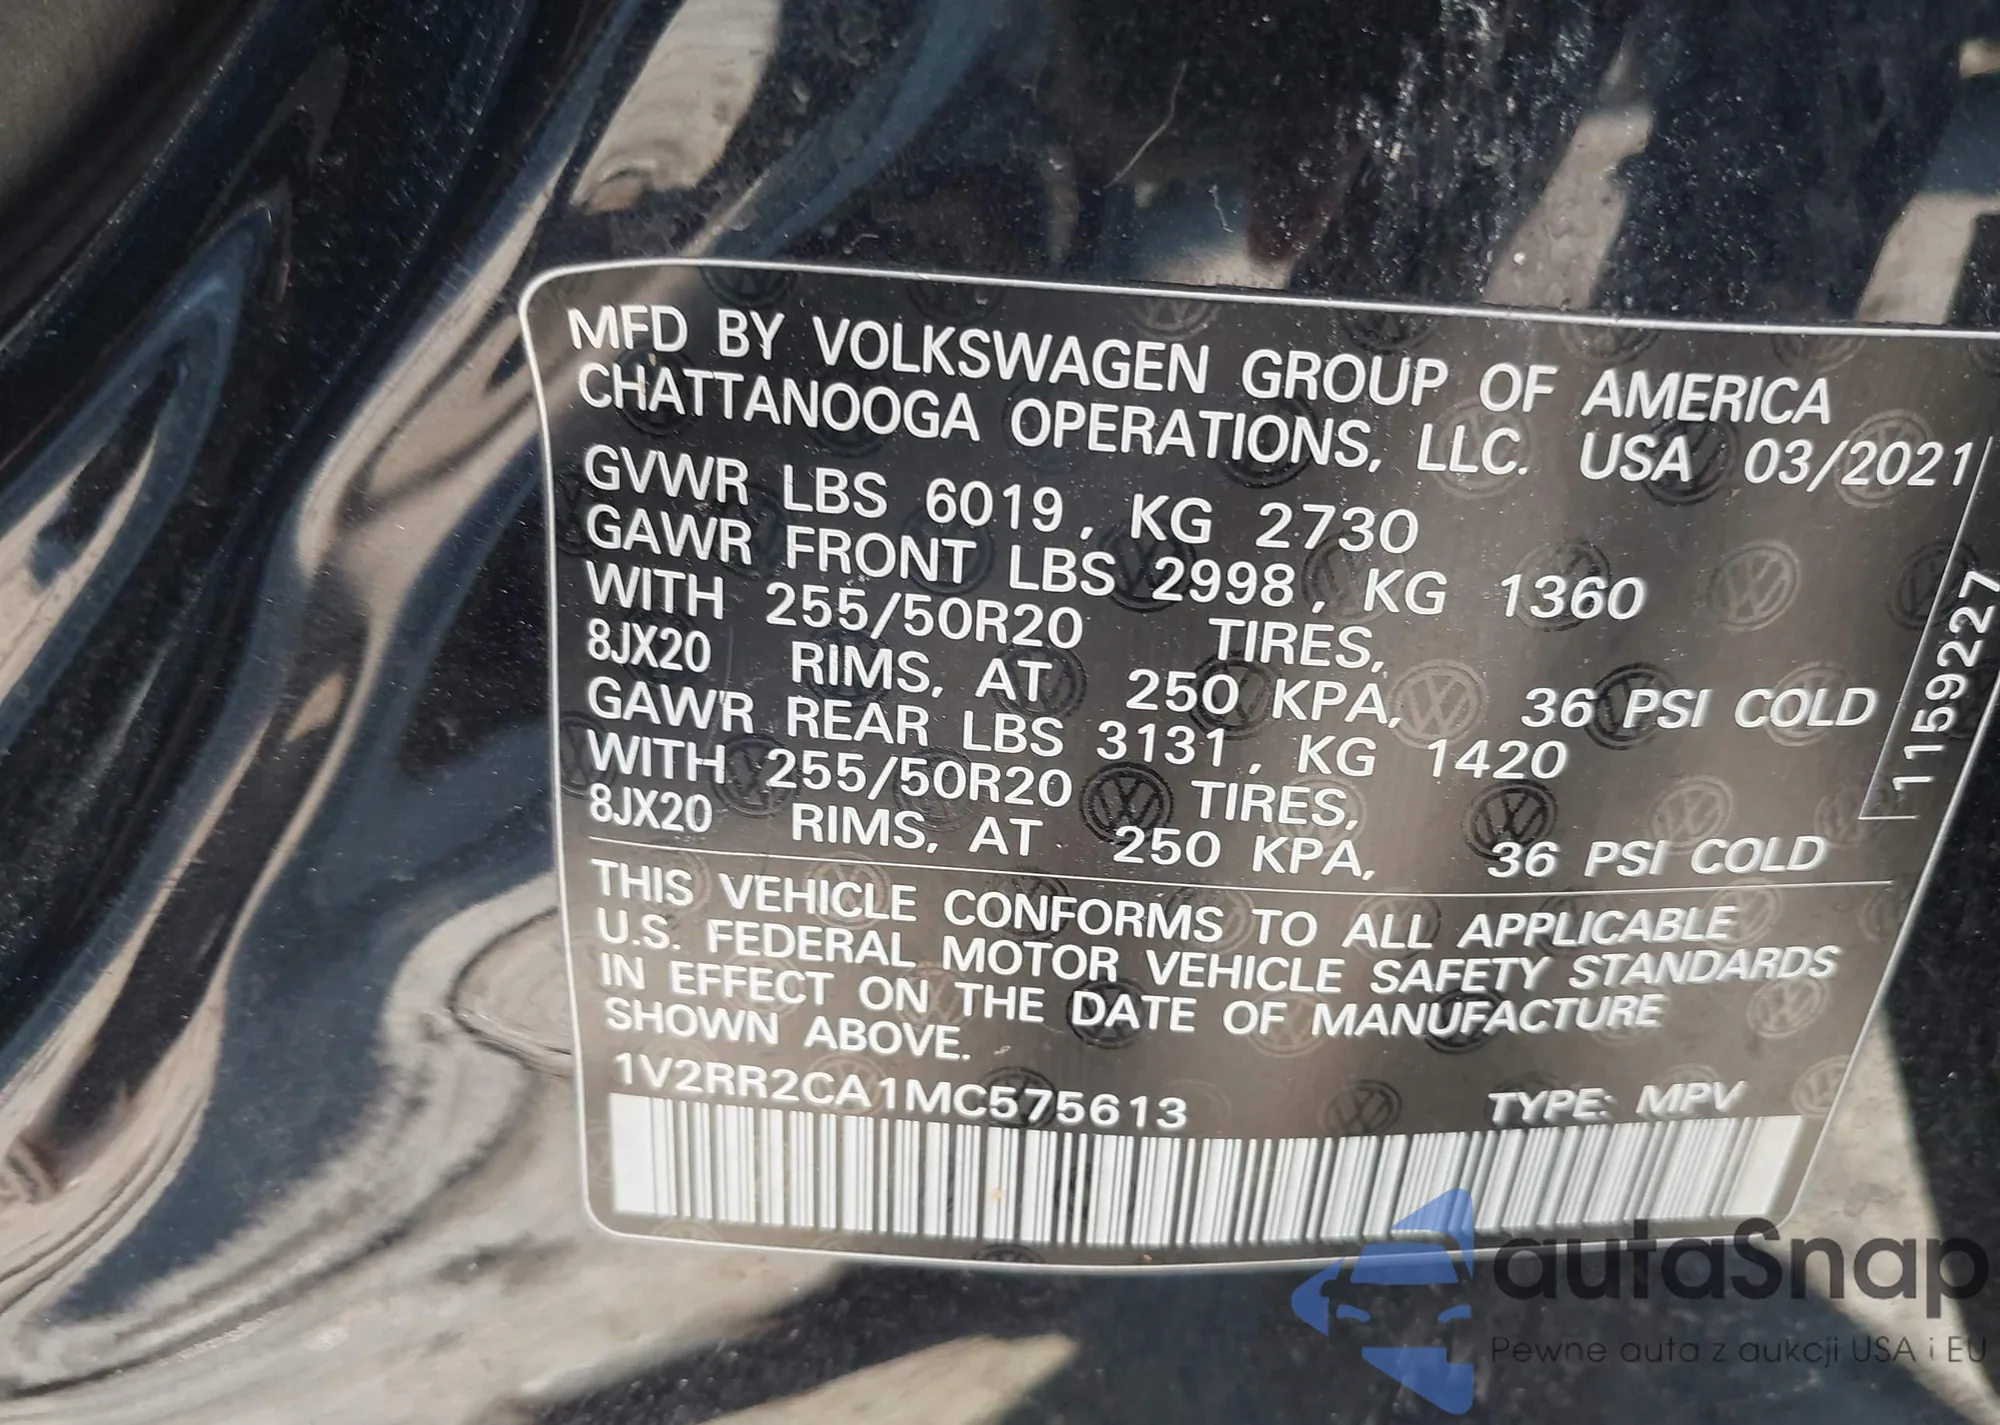 MFD BY VOLKSWAGEN GROUP OF AMERICA
CHATTANOOGA OPERATIONS, LLC. USA 03/2021
GVWR LBS 6019, KG 2730
GAWR FRONT LBS 2998, KG 1360
WITH 255/50R20 TIRES,
8JX20 RIMS, AT 250 KPA, 36 PSI COLD
GAWR REAR LBS 3131, KG 1420
WITH 255/50R20 TIRES,
8JX20 RIMS, AT 250 KPA, 36 PSI COLD
1159227
THIS VEHICLE CONFORMS TO ALL APPLICABLE
U.S. FEDERAL MOTOR VEHICLE SAFETY STANDARDS
IN EFFECT ON THE DATE OF MANUFACTURE
SHOWN ABOVE.
1V2RR2CA1MC575613 TYPE: MPV
autaSnap
Pewne auta z aukcji USA i EU